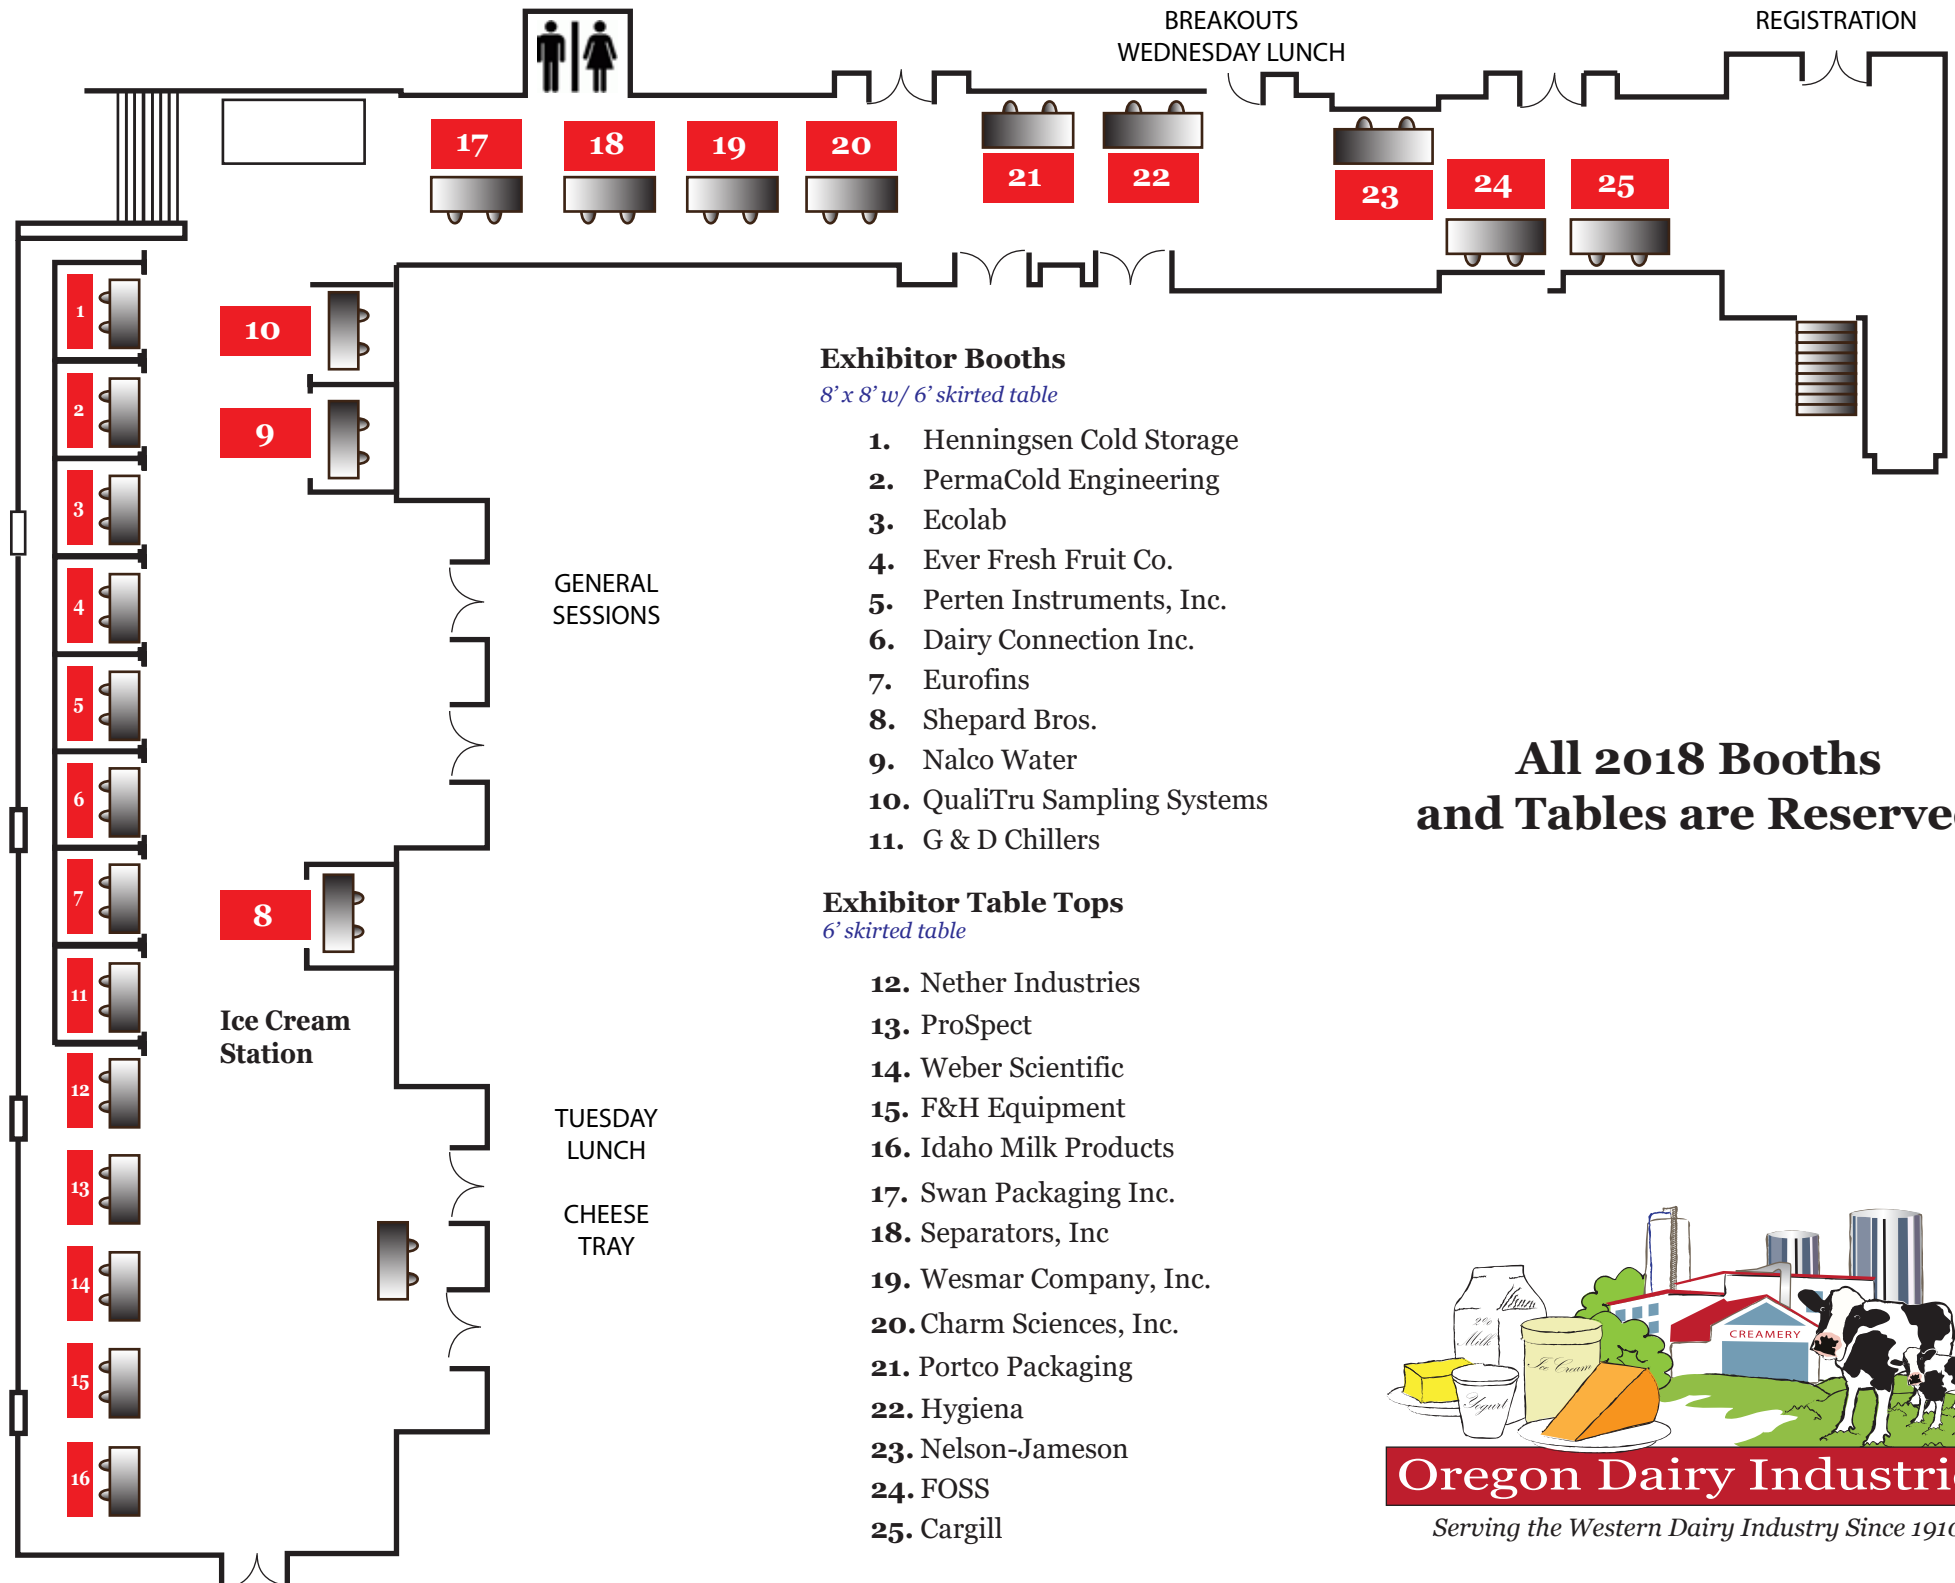 BREAKOUTS
WEDNESDAY LUNCH
REGISTRATION
17
18
19
20
21
22
23
24
25
1
2
3
4
5
6
7
11
12
13
14
15
16
10
9
8
Ice Cream
Station
GENERAL
SESSIONS
TUESDAY
LUNCH
CHEESE
TRAY
Exhibitor Booths
8’ x 8’ w/ 6’ skirted table
1. Henningsen Cold Storage
2. PermaCold Engineering
3. Ecolab
4. Ever Fresh Fruit Co.
5. Perten Instruments, Inc.
6. Dairy Connection Inc.
7. Eurofins
8. Shepard Bros.
9. Nalco Water
10. QualiTru Sampling Systems
11. G & D Chillers
Exhibitor Table Tops
6’ skirted table
12. Nether Industries
13. ProSpect
14. Weber Scientific
15. F&H Equipment
16. Idaho Milk Products
17. Swan Packaging Inc.
18. Separators, Inc
19. Wesmar Company, Inc.
20. Charm Sciences, Inc.
21. Portco Packaging
22. Hygiena
23. Nelson-Jameson
24. FOSS
25. Cargill
All 2018 Booths
and Tables are Reserve
CREAMERY
2%
Milk
Ice Cream
Yogurt
Oregon Dairy Industri
Serving the Western Dairy Industry Since 1910